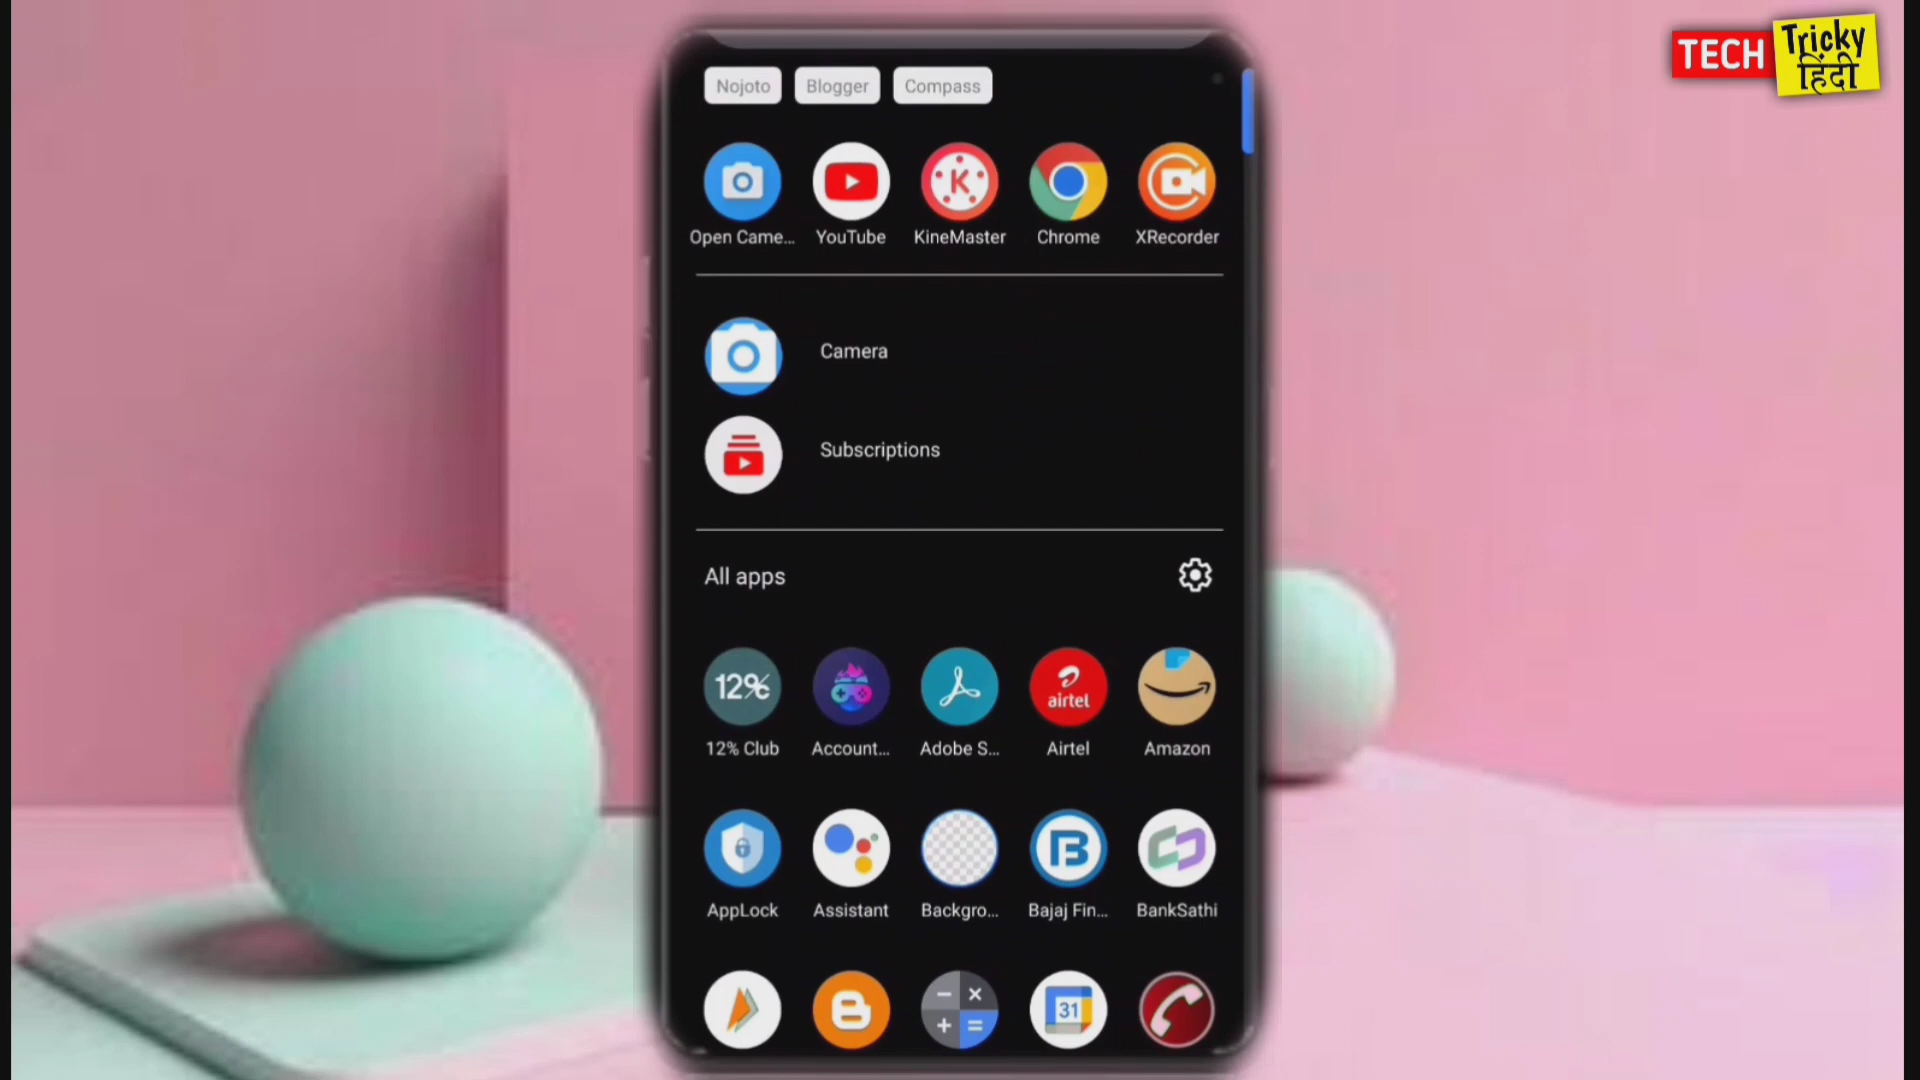 TECH Tricky
हिंदी
Nojoto Blogger Compass
Open Came... YouTube KineMaster Chrome XRecorder
Camera
Subscriptions
All apps
12%
airtel
12% Club Account... Adobe S... Airtel Amazon
AppLock Assistant Backgro... Bajaj Fin... BankSathi
31